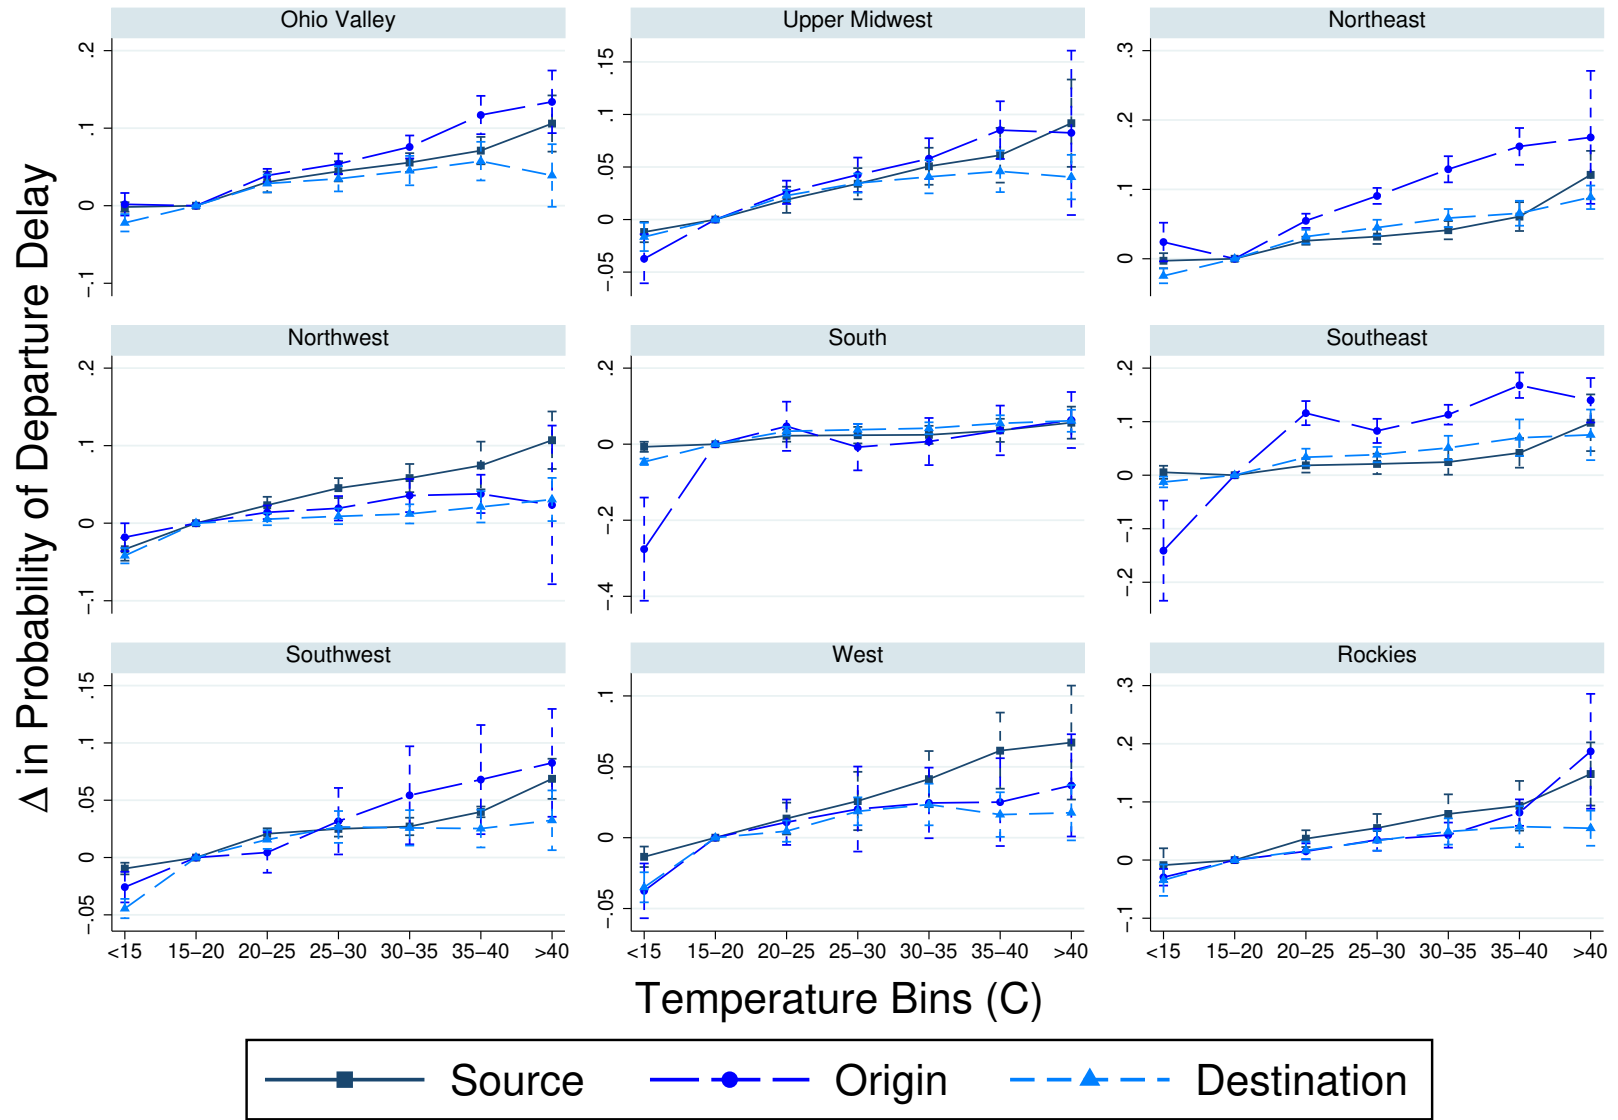 Δ in Probability of Departure Delay
Ohio Valley
.2
.1
0
-.1
Upper Midwest
.15
.1
.05
0
-.05
Northeast
.3
.2
.1
0
Northwest
.2
.1
0
-.1
South
.2
0
-.2
-.4
Southeast
.2
.1
0
-.1
-.2
Southwest
.15
.1
.05
0
-.05
<15 15−20 20−25 25−30 30−35 35−40 >40
West
.1
.05
0
-.05
<15 15−20 20−25 25−30 30−35 35−40 >40
Rockies
.3
.2
.1
0
-.1
<15 15−20 20−25 25−30 30−35 35−40 >40
Temperature Bins (C)
Source Origin Destination